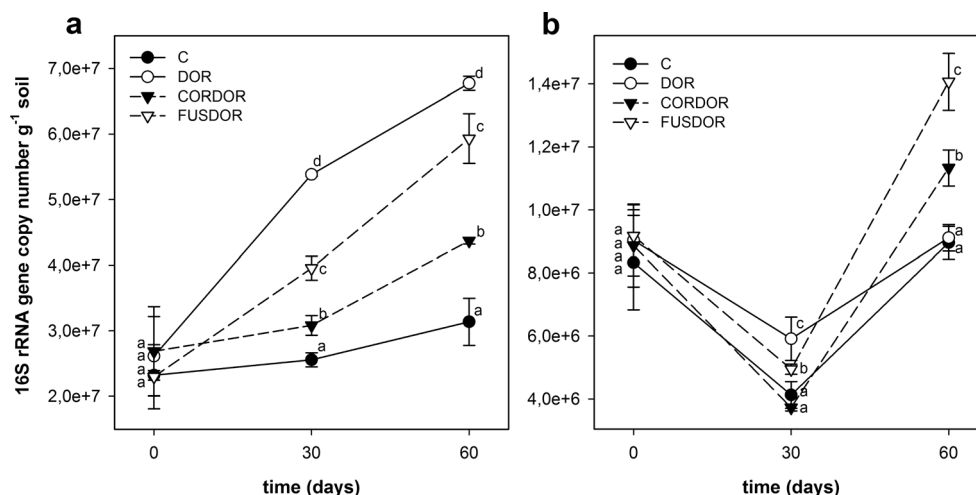 a
C
DOR
CORDOR
FUSDOR
16S rRNA gene copy number g-1 soil
7,0e+7
6,0e+7
5,0e+7
4,0e+7
3,0e+7
2,0e+7
d
d
c
c
b
b
a
a
a
a
a
a
0
30
60
time (days)
b
C
DOR
CORDOR
FUSDOR
1,4e+7
1,2e+7
1,0e+7
8,0e+6
6,0e+6
4,0e+6
c
b
a
a
a
a
a
a
c
b
a
a
0
30
60
time (days)